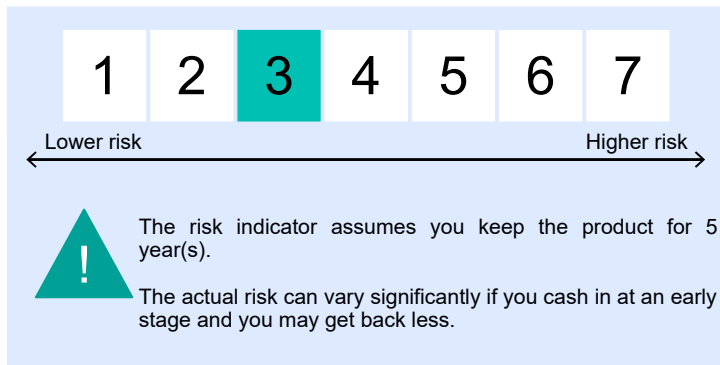 1 2 3 4 5 6 7
Lower risk Higher risk
!
The risk indicator assumes you keep the product for 5
year(s).
The actual risk can vary significantly if you cash in at an early
stage and you may get back less.